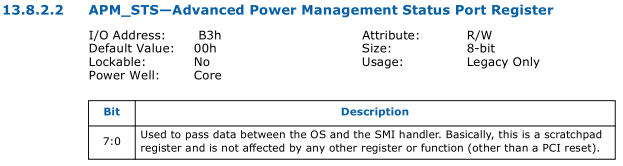 13.8.2.2 APM_STS—Advanced Power Management Status Port Register
I/O Address: B3h Attribute: R/W
Default Value: 00h Size: 8-bit
Lockable: No Usage: Legacy Only
Power Well: Core
Bit Description
7:0 Used to pass data between the OS and the SMI handler. Basically, this is a scratchpad
register and is not affected by any other register or function (other than a PCI reset).